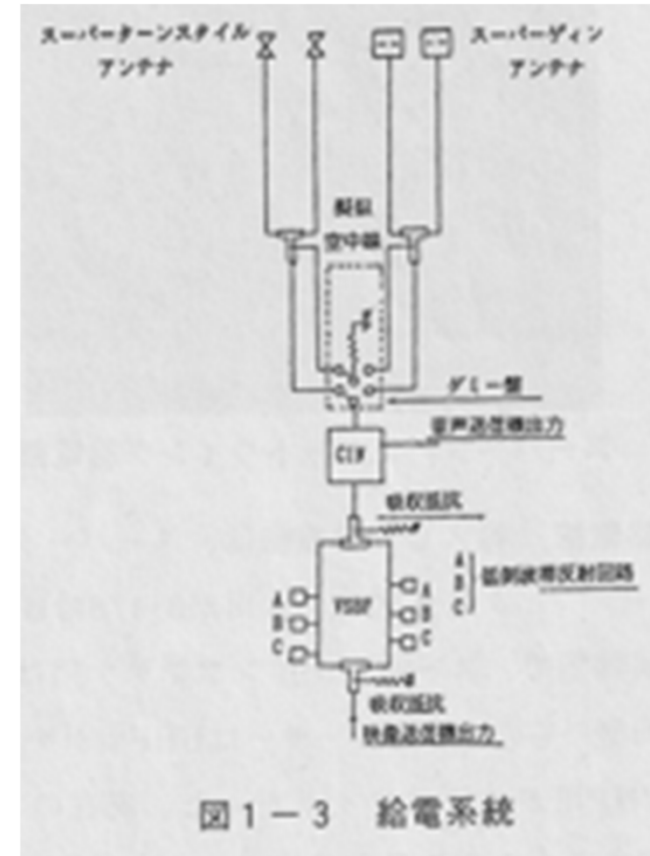 スーパーターンスタイル
アンテナ
スーパーゲイン
アンテナ
擬似
空中線
ダミー盤
音声送信機出力
CIN
吸収抵抗
A
B
C
低側波帯反射回路
A
B
C
VSBF
A
B
C
吸収抵抗
映像送信機出力
図1-3 給電系統